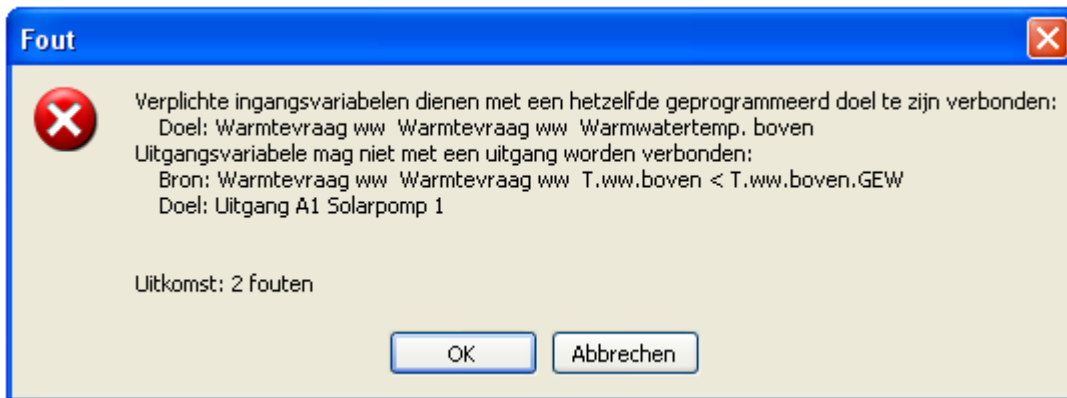 Fout
Verplichte ingangsvariabelen dienen met een hetzelfde geprogrammeerd doel te zijn verbonden:
Doel: Warmtevraag ww Warmtevraag ww Warmwatertemp. boven
Uitgangsvariabele mag niet met een uitgang worden verbonden:
Bron: Warmtevraag ww Warmtevraag ww T.ww.boven < T.ww.boven.GEW
Doel: Uitgang A1 Solarpomp 1
Uitkomst: 2 fouten
OK
Abbrechen